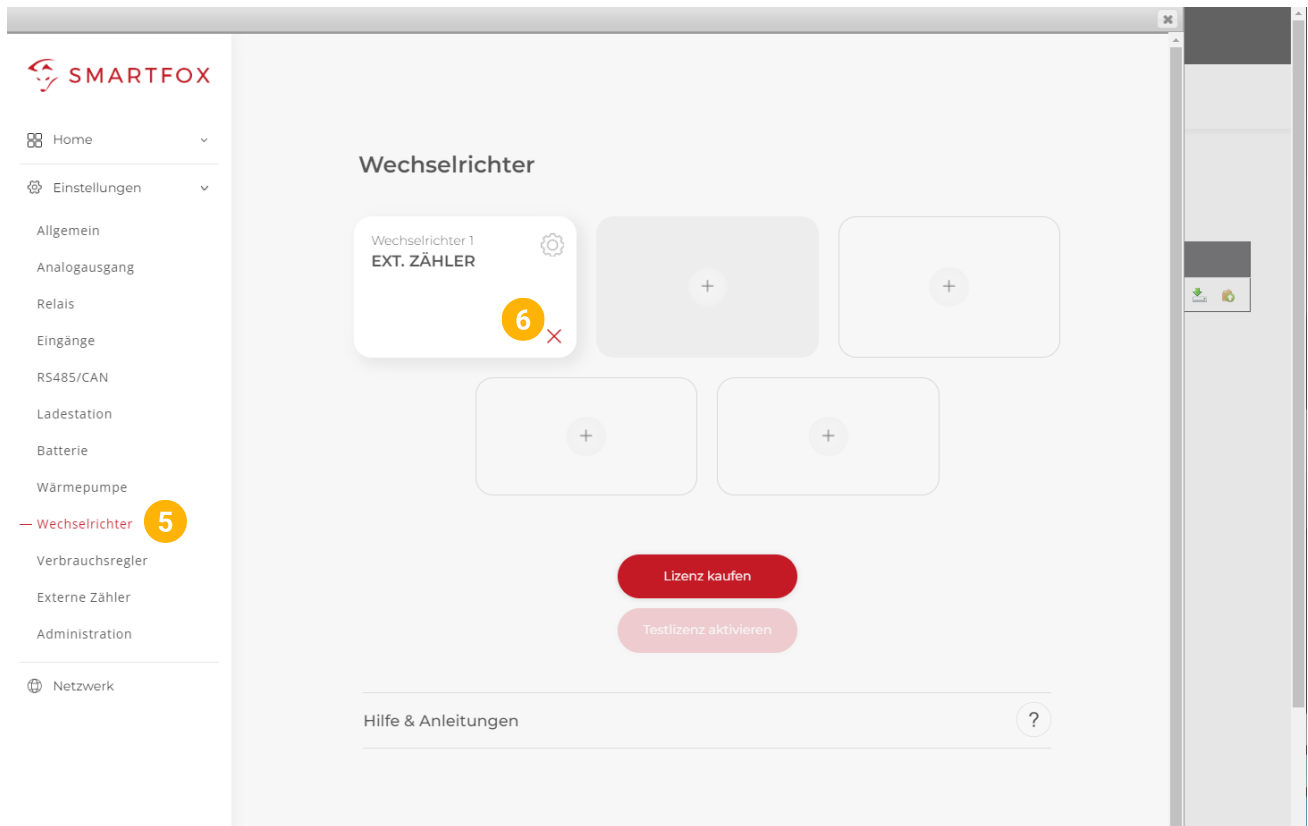 SMARTFOX
Home
Einstellungen
Allgemein
Analogausgang
Relais
Eingänge
RS485/CAN
Ladestation
Batterie
Wärmepumpe
Wechselrichter
5
Verbrauchsregler
Externe Zähler
Administration
Netzwerk
Wechselrichter
Wechselrichter 1
EXT. ZÄHLER
6
+
+
+
+
Lizenz kaufen
Testlizenz aktivieren
Hilfe & Anleitungen
?